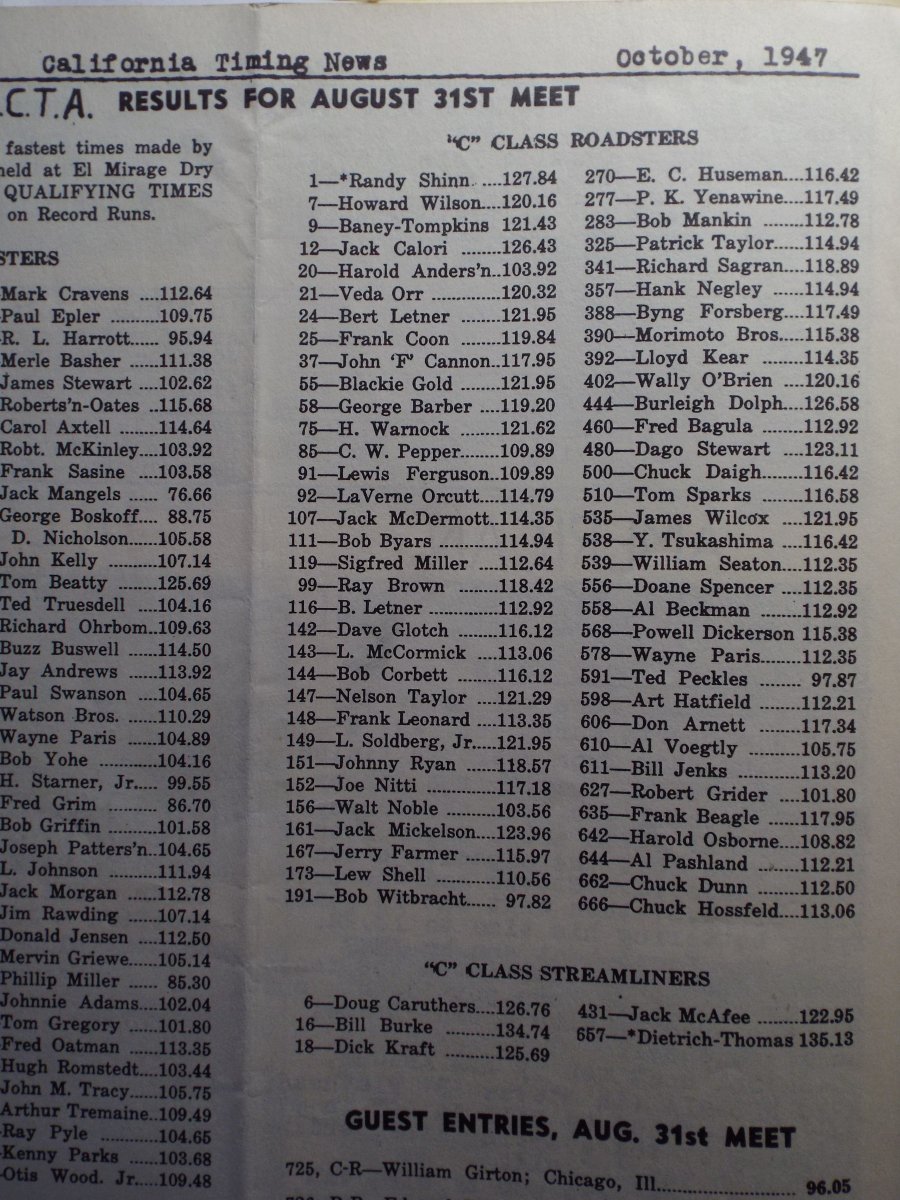 California Timing News
October, 1947
.C.T.A. RESULTS FOR AUGUST 31ST MEET
fastest times made by
held at El Mirage Dry
QUALIFYING TIMES
on Record Runs.
STERS
Mark Cravens ....112.64
Paul Epler ..........109.75
R. L. Harrott...... 95.94
Merle Basher ......111.38
James Stewart ....102.62
Roberts'n-Oates ..115.68
Carol Axtell ........114.64
Robt. McKinley....103.92
Frank Sasine ......103.58
Jack Mangels ...... 76.66
George Boskoff.... 88.75
D. Nicholson......105.58
John Kelly ..........107.14
Tom Beatty ..........125.69
Ted Truesdell ....104.16
Richard Ohrbom..109.63
Buzz Buswell ......114.50
Jay Andrews ......113.92
Paul Swanson ....104.65
Watson Bros. ......110.29
Wayne Paris ......104.89
Bob Yohe ............104.16
H. Starner, Jr..... 99.55
Fred Grim .......... 86.70
Bob Griffin ..........101.58
Joseph Patters'n..104.65
L. Johnson ..........111.94
Jack Morgan ......112.78
Jim Rawding ......107.14
Donald Jensen ....112.50
Mervin Griewe.....105.14
Phillip Miller ...... 85.30
Johnnie Adams....102.04
Tom Gregory ......101.80
Fred Oatman ......113.35
Hugh Romstedt....103.44
John M. Tracy......105.75
Arthur Tremaine..109.49
Ray Pyle ............104.65
Kenny Parks ......103.68
Otis Wood. Jr.....109.48
"C" CLASS ROADSTERS
1—*Randy Shinn ....127.84
7—Howard Wilson....120.16
9—Baney-Tompkins 121.43
12—Jack Calori ........126.43
20—Harold Anders'n..103.92
21—Veda Orr ..............120.32
24—Bert Letner ........121.95
25—Frank Coon ........119.84
37—John 'F' Cannon..117.95
55—Blackie Gold ........121.95
58—George Barber ....119.20
75—H. Warnock ........121.62
85—C. W. Pepper........109.89
91—Lewis Ferguson..109.89
92—LaVerne Orcutt....114.79
107—Jack McDermott..114.35
111—Bob Byars ............114.94
119—Sigfred Miller ....112.64
99—Ray Brown ........118.42
116—B. Letner ..............112.92
142—Dave Glotch ........116.12
143—L. McCormick ....113.06
144—Bob Corbett ........116.12
147—Nelson Taylor ....121.29
148—Frank Leonard ....113.35
149—L. Soldberg, Jr.....121.95
151—Johnny Ryan ......118.57
152—Joe Nitti ..............117.18
156—Walt Noble ..........103.56
161—Jack Mickelson....123.96
167—Jerry Farmer ......115.97
173—Lew Shell ............110.56
191—Bob Witbracht...... 97.82
270—E. C. Huseman....116.42
277—P. K. Yenawine....117.49
283—Bob Mankin ........112.78
325—Patrick Taylor......114.94
341—Richard Sagran....118.89
357—Hank Negley ......114.94
388—Byng Forsberg....117.49
390—Morimoto Bros.....115.38
392—Lloyd Kear ........114.35
402—Wally O'Brien ....120.16
444—Burleigh Dolph....126.58
460—Fred Bagula ......112.92
480—Dago Stewart ....123.11
500—Chuck Daigh........116.42
510—Tom Sparks ......116.58
535—James Wilcox ....121.95
538—Y. Tsukashima ....116.42
539—William Seaton....112.35
556—Doane Spencer ....112.35
558—Al Beckman ........112.92
568—Powell Dickerson 115.38
578—Wayne Paris........112.35
591—Ted Peckles ........ 97.87
598—Art Hatfield ........112.21
606—Don Arnett ........117.34
610—Al Voegtly ..........105.75
611—Bill Jenks ............113.20
627—Robert Grider ....101.80
635—Frank Beagle ......117.95
642—Harold Osborne....108.82
644—Al Pashland ........112.21
662—Chuck Dunn ........112.50
666—Chuck Hossfeld....113.06
"C" CLASS STREAMLINERS
6—Doug Caruthers....126.76
16—Bill Burke ..........134.74
18—Dick Kraft ..........125.69
431—Jack McAfee ........122.95
657—*Dietrich-Thomas 135.13
GUEST ENTRIES, AUG. 31st MEET
725, C-R—William Girton; Chicago, Ill......................... 96.05